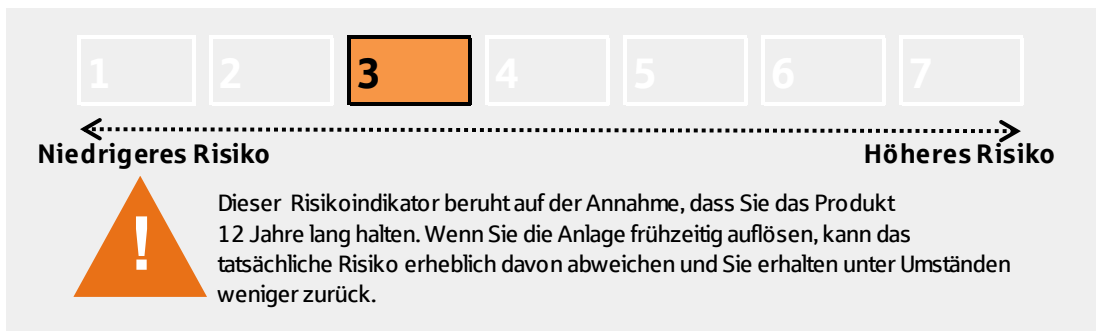 1 2 3 4 5 6 7
Niedrigeres Risiko Höheres Risiko
!
Dieser Risikoindikator beruht auf der Annahme, dass Sie das Produkt
12 Jahre lang halten. Wenn Sie die Anlage frühzeitig auflösen, kann das
tatsächliche Risiko erheblich davon abweichen und Sie erhalten unter Umständen
weniger zurück.